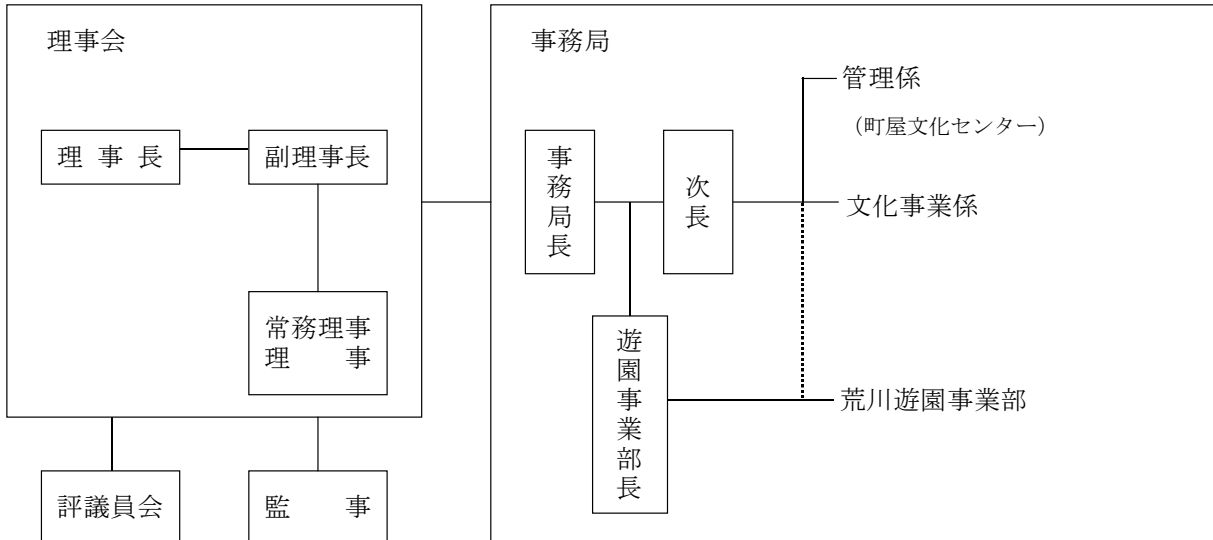 理事会
理事長
副理事長
常務理事
理事
評議員会
監事
事務局
事務局長
次長
遊園事業部長
管理係
（町屋文化センター）
文化事業係
荒川遊園事業部